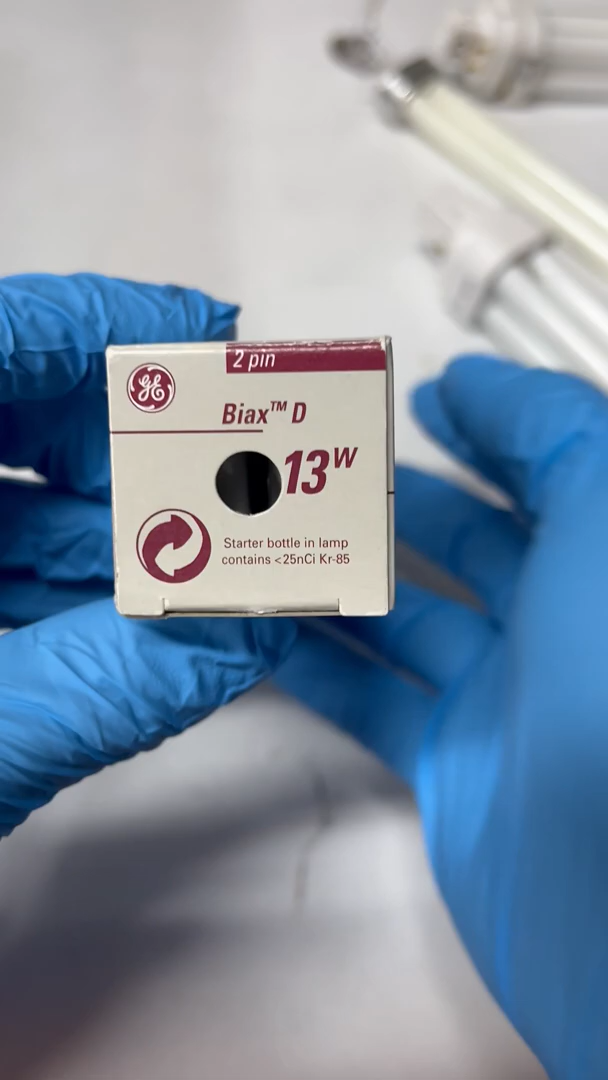 2 pin
GE
Biax™ D
13W
Starter bottle in lamp
contains <25nCi Kr-85